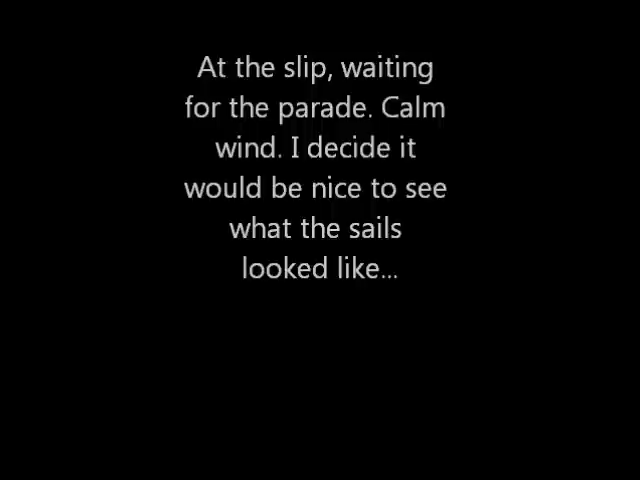 At the slip, waiting
for the parade. Calm
wind. I decide it
would be nice to see
what the sails
looked like...